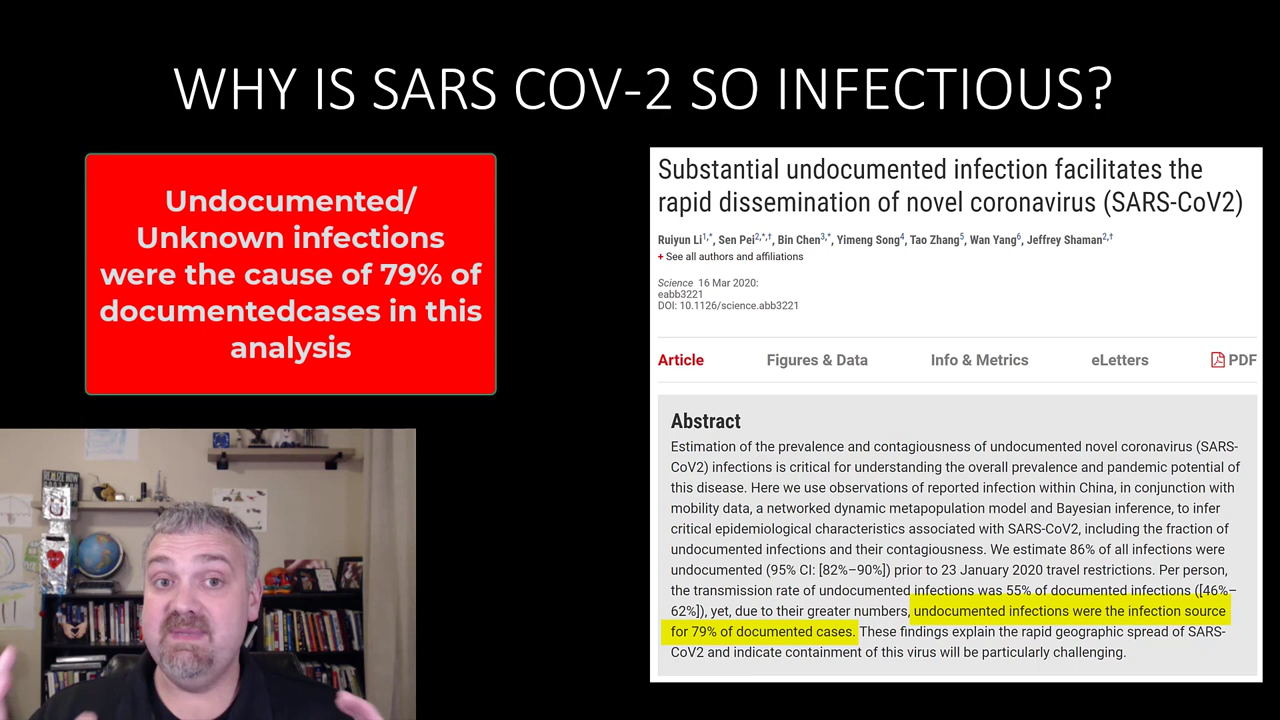 WHY IS SARS COV-2 SO INFECTIOUS?
Undocumented/
Unknown infections
were the cause of 79% of
documentedcases in this
analysis
Substantial undocumented infection facilitates the
rapid dissemination of novel coronavirus (SARS-CoV2)
Ruiyun Li1,*, Sen Pei2,*,†, Bin Chen3,*, Yimeng Song4, Tao Zhang5, Wan Yang6, Jeffrey Shaman2,†
+ See all authors and affiliations
Science 16 Mar 2020:
eabb3221
DOI: 10.1126/science.abb3221
Article Figures & Data Info & Metrics eLetters PDF
Abstract
Estimation of the prevalence and contagiousness of undocumented novel coronavirus (SARS-
CoV2) infections is critical for understanding the overall prevalence and pandemic potential of
this disease. Here we use observations of reported infection within China, in conjunction with
mobility data, a networked dynamic metapopulation model and Bayesian inference, to infer
critical epidemiological characteristics associated with SARS-CoV2, including the fraction of
undocumented infections and their contagiousness. We estimate 86% of all infections were
undocumented (95% CI: [82%–90%]) prior to 23 January 2020 travel restrictions. Per person,
the transmission rate of undocumented infections was 55% of documented infections ([46%–
62%]), yet, due to their greater numbers, undocumented infections were the infection source
for 79% of documented cases. These findings explain the rapid geographic spread of SARS-
CoV2 and indicate containment of this virus will be particularly challenging.